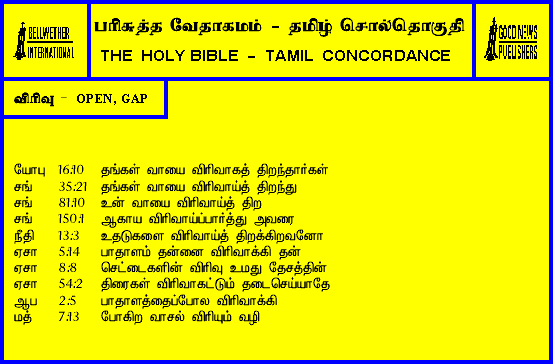 BELLWETHER
INTERNATIONAL
பரிசுத்த வேதாகமம் - தமிழ் சொல்தொகுதி
THE HOLY BIBLE - TAMIL CONCORDANCE
GOOD NEWS
PUBLISHERS
விரிவு - OPEN, GAP
யோபு 16:10 தங்கள் வாயை விரிவாகத் திறந்தார்கள்
சங் 35:21 தங்கள் வாயை விரிவாய்த் திறந்து
சங் 81:10 உன் வாயை விரிவாய்த் திற
சங் 150:1 ஆகாய விரிவாய்ப்பார்த்து அவரை
நீதி 13:3 உதடுகளை விரிவாய்த் திறக்கிறவனோ
ஏசா 5:14 பாதாளம் தன்னை விரிவாக்கி தன்
ஏசா 8:8 செட்டைகளின் விரிவு உமது தேசத்தின்
ஏசா 54:2 திரைகள் விரிவாகட்டும் தடைசெய்யாதே
ஆப 2:5 பாதாளத்தைப்போல விரிவாக்கி
மத் 7:13 போகிற வாசல் விரியும் வழி